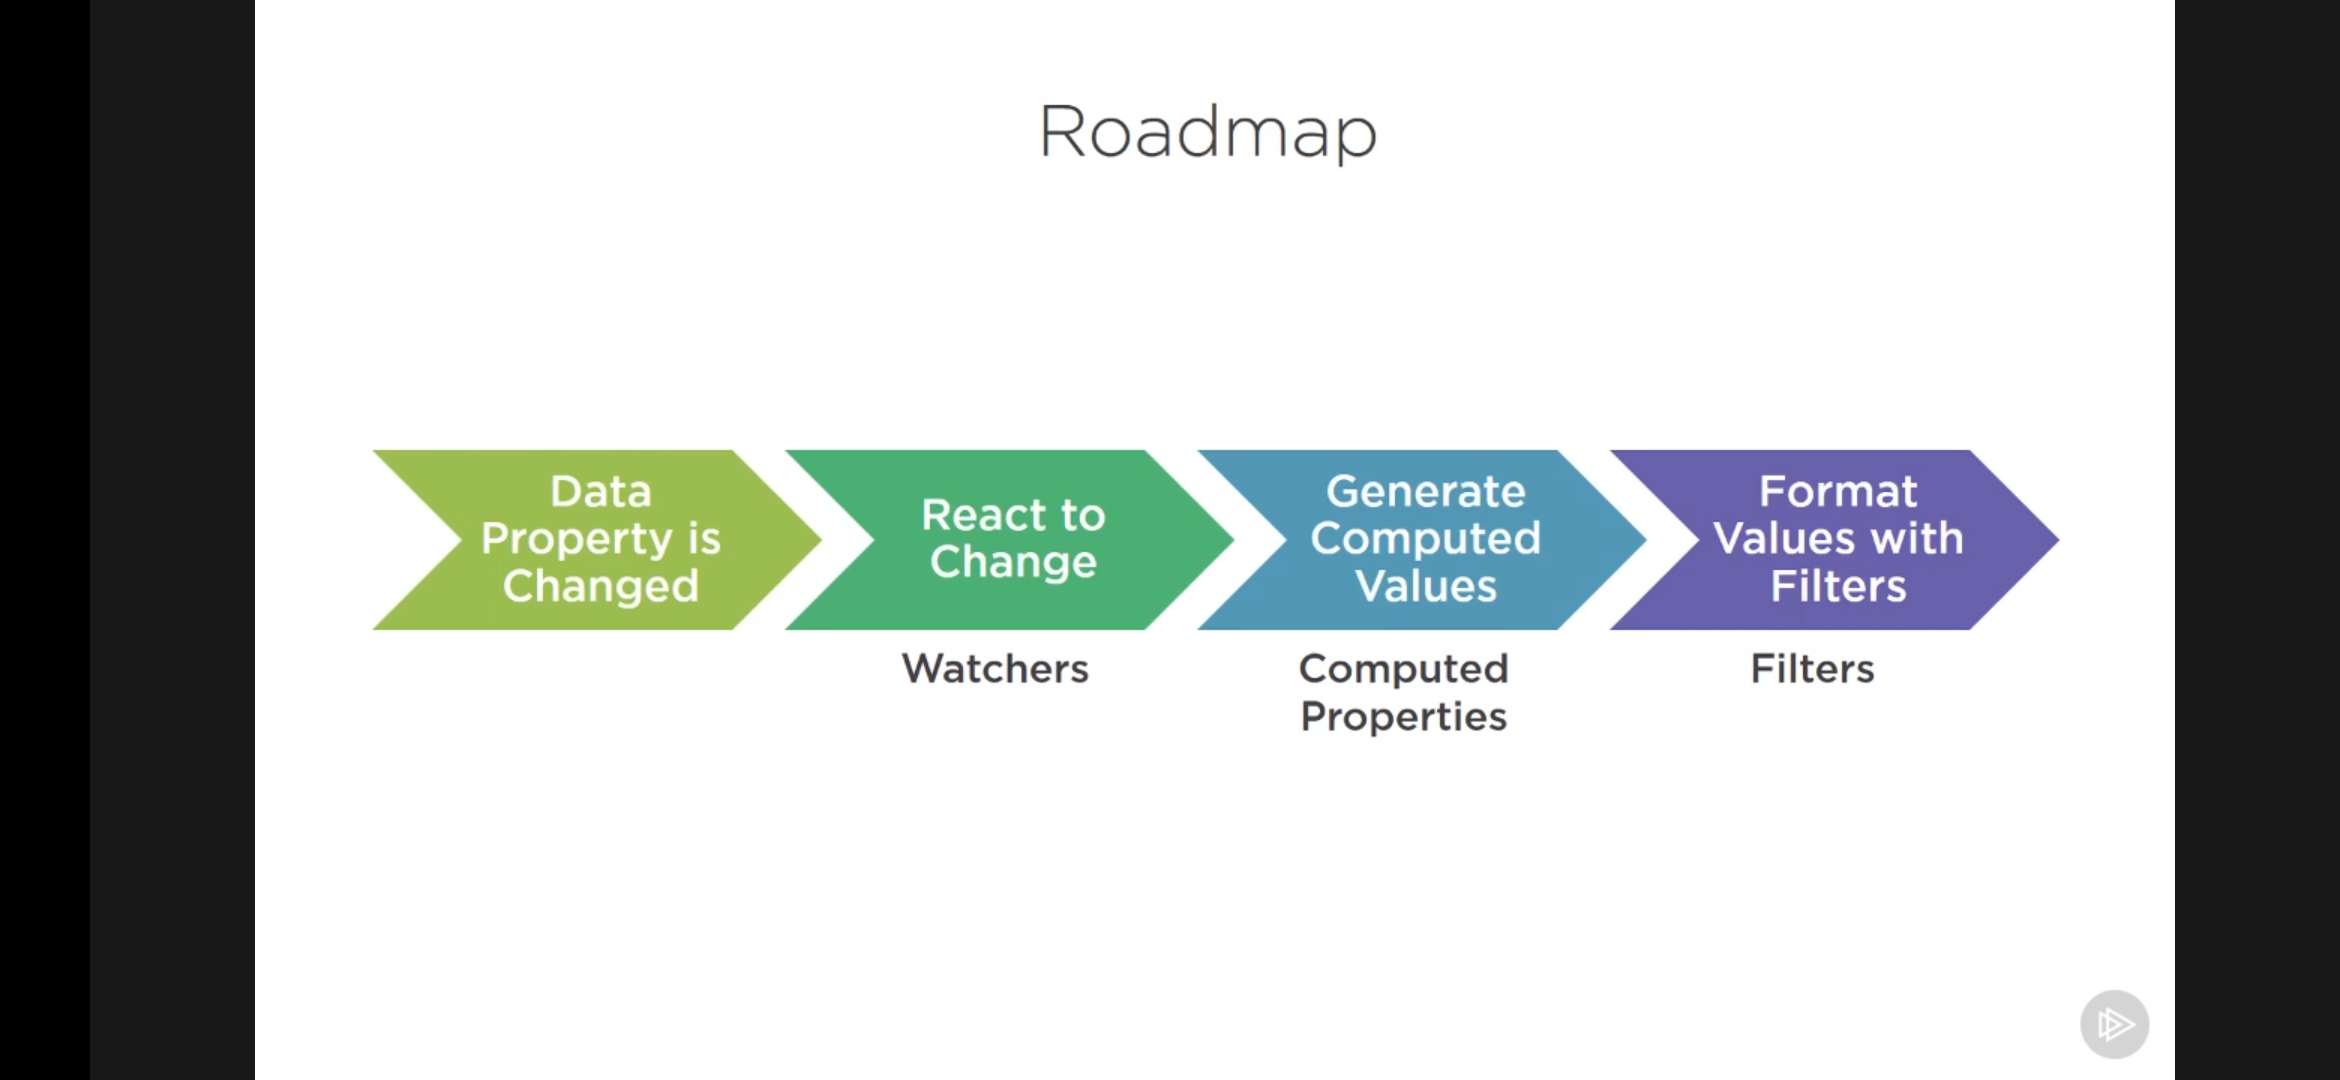 Roadmap
Data
Property is
Changed
React to
Change
Generate
Computed
Values
Format
Values with
Filters
Watchers
Computed
Properties
Filters